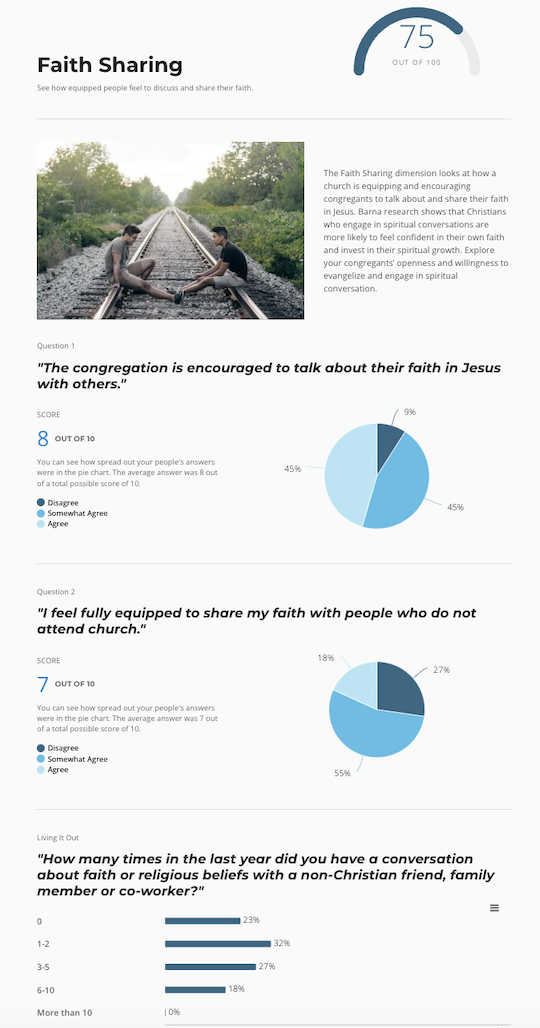 75
OUT OF 100
Faith Sharing
See how equipped people feel to discuss and share their faith.
The Faith Sharing dimension looks at how a
church is equipping and encouraging
congregants to talk about and share their faith
in Jesus. Barna research shows that Christians
who engage in spiritual conversations are
more likely to feel confident in their own faith
and invest in their spiritual growth. Explore
your congregants' openness and willingness to
evangelize and engage in spiritual
conversation.
Question 1
"The congregation is encouraged to talk about their faith in Jesus
with others."
SCORE
8 OUT OF 10
You can see how spread out your people's answers
were in the pie chart. The average answer was 8 out
of a total possible score of 10.
Disagree
Somewhat Agree
Agree
9%
45%
45%
Question 2
"I feel fully equipped to share my faith with people who do not
attend church."
SCORE
7 OUT OF 10
You can see how spread out your people's answers
were in the pie chart. The average answer was 7 out
of a total possible score of 10.
Disagree
Somewhat Agree
Agree
18%
27%
55%
Living It Out
"How many times in the last year did you have a conversation
about faith or religious beliefs with a non-Christian friend, family
member or co-worker?"
0 23%
1-2 32%
3-5 27%
6-10 18%
More than 10 0%